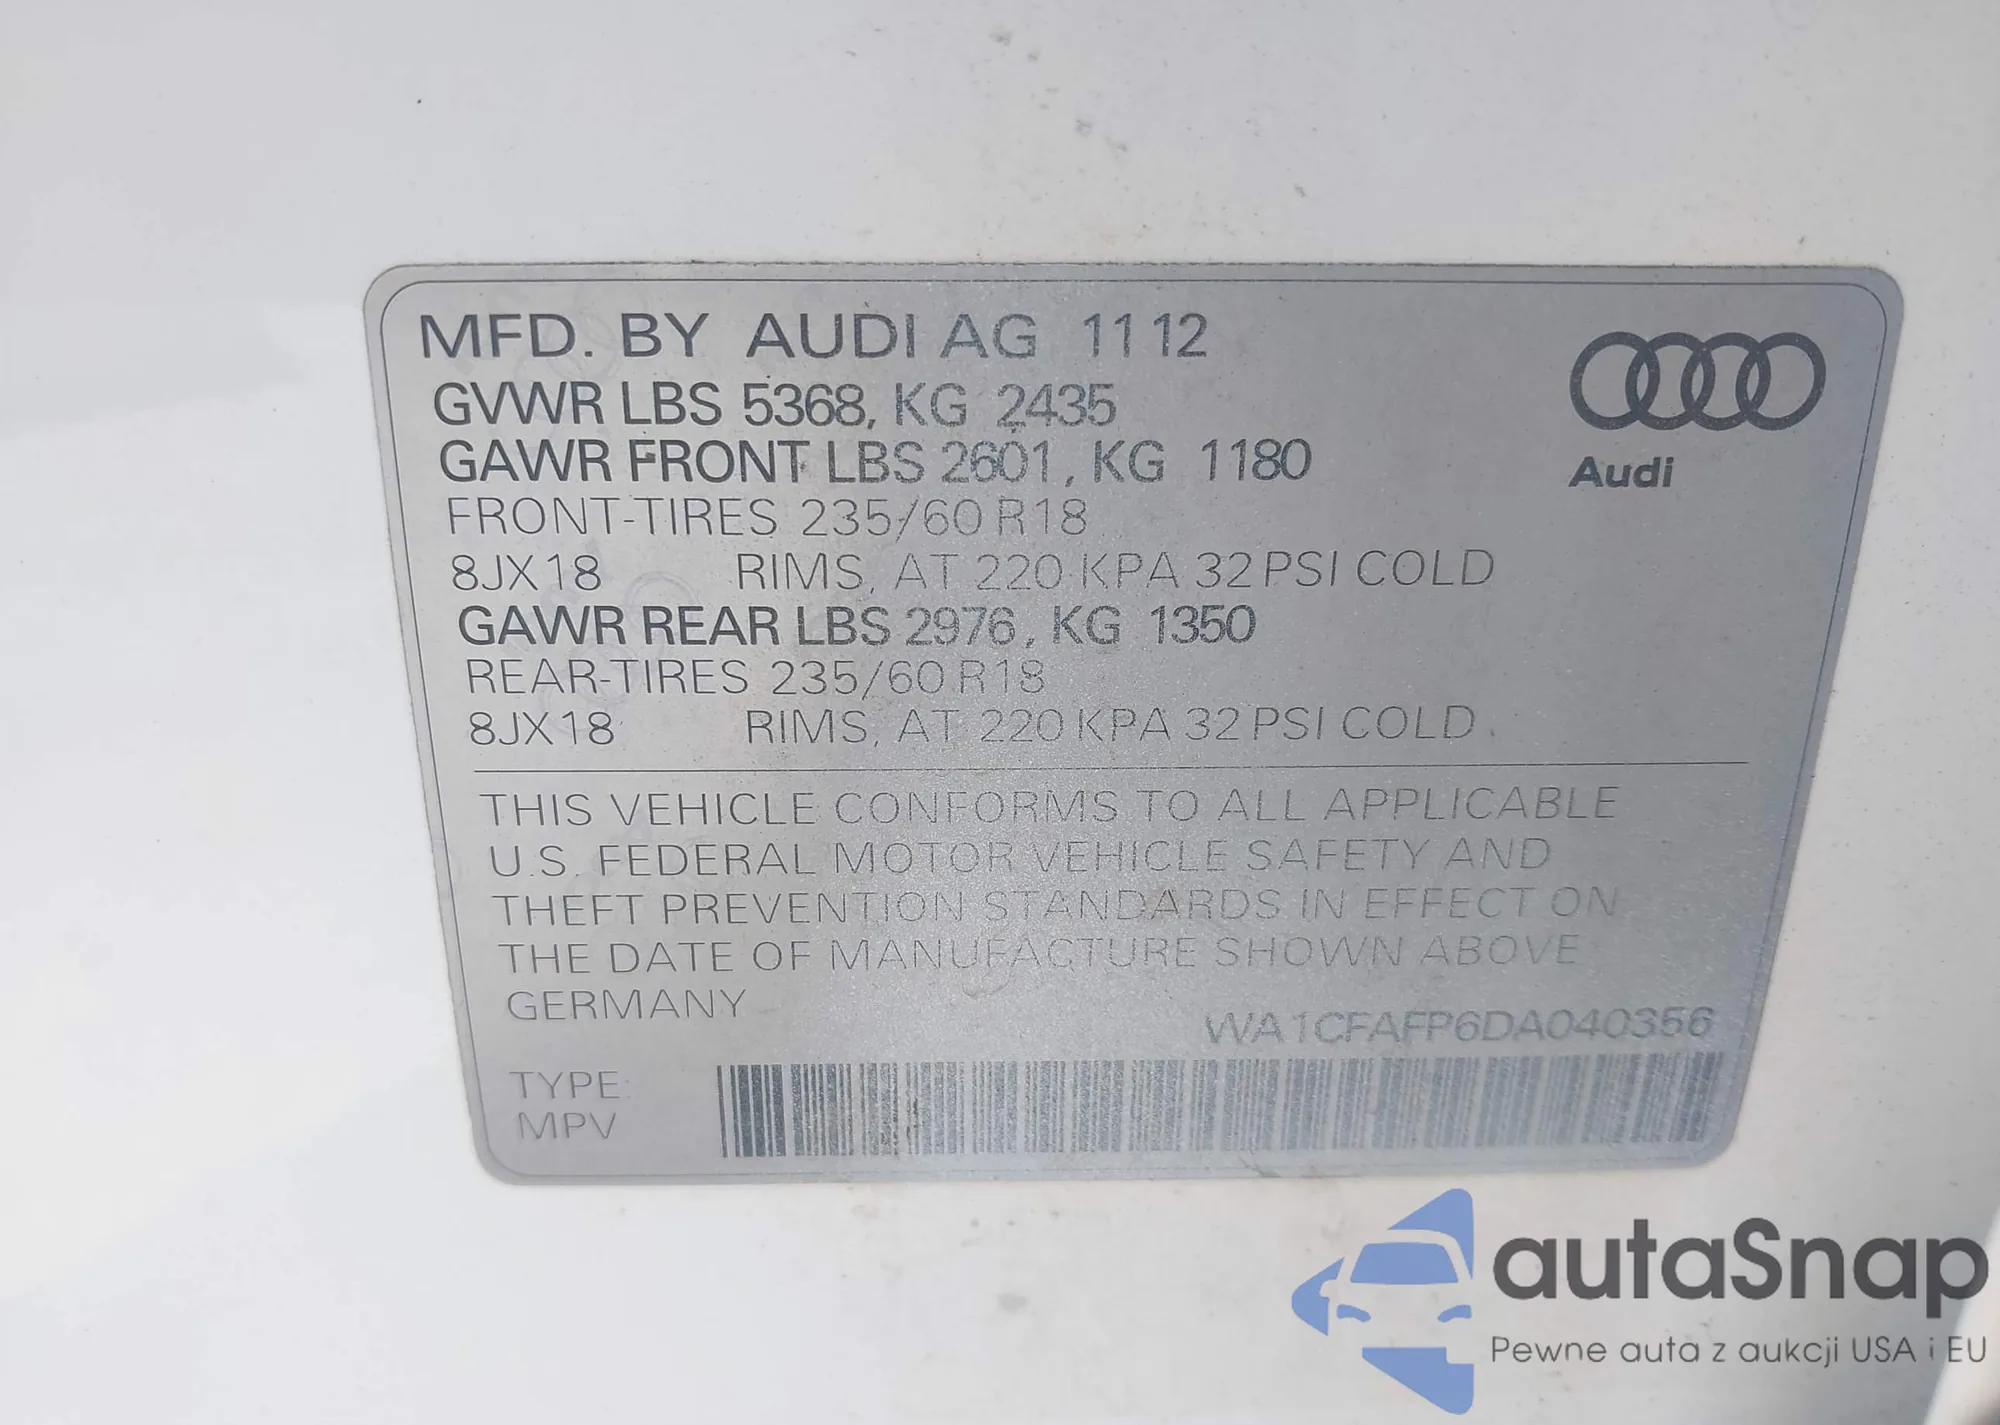 MFD. BY AUDI AG 11 12
GVWR LBS 5368, KG 2435
GAWR FRONT LBS 2601, KG 1180
FRONT-TIRES 235/60 R18
8JX18 RIMS, AT 220 KPA 32 PSI COLD
GAWR REAR LBS 2976, KG 1350
REAR-TIRES 235/60 R18
8JX18 RIMS, AT 220 KPA 32 PSI COLD.
Audi
THIS VEHICLE CONFORMS TO ALL APPLICABLE
U.S. FEDERAL MOTOR VEHICLE SAFETY AND
THEFT PREVENTION STANDARDS IN EFFECT ON
THE DATE OF MANUFACTURE SHOWN ABOVE
GERMANY
WA1CFAFP6DA040356
TYPE:
MPV
autaSnap
Pewne auta z aukcji USA i EU